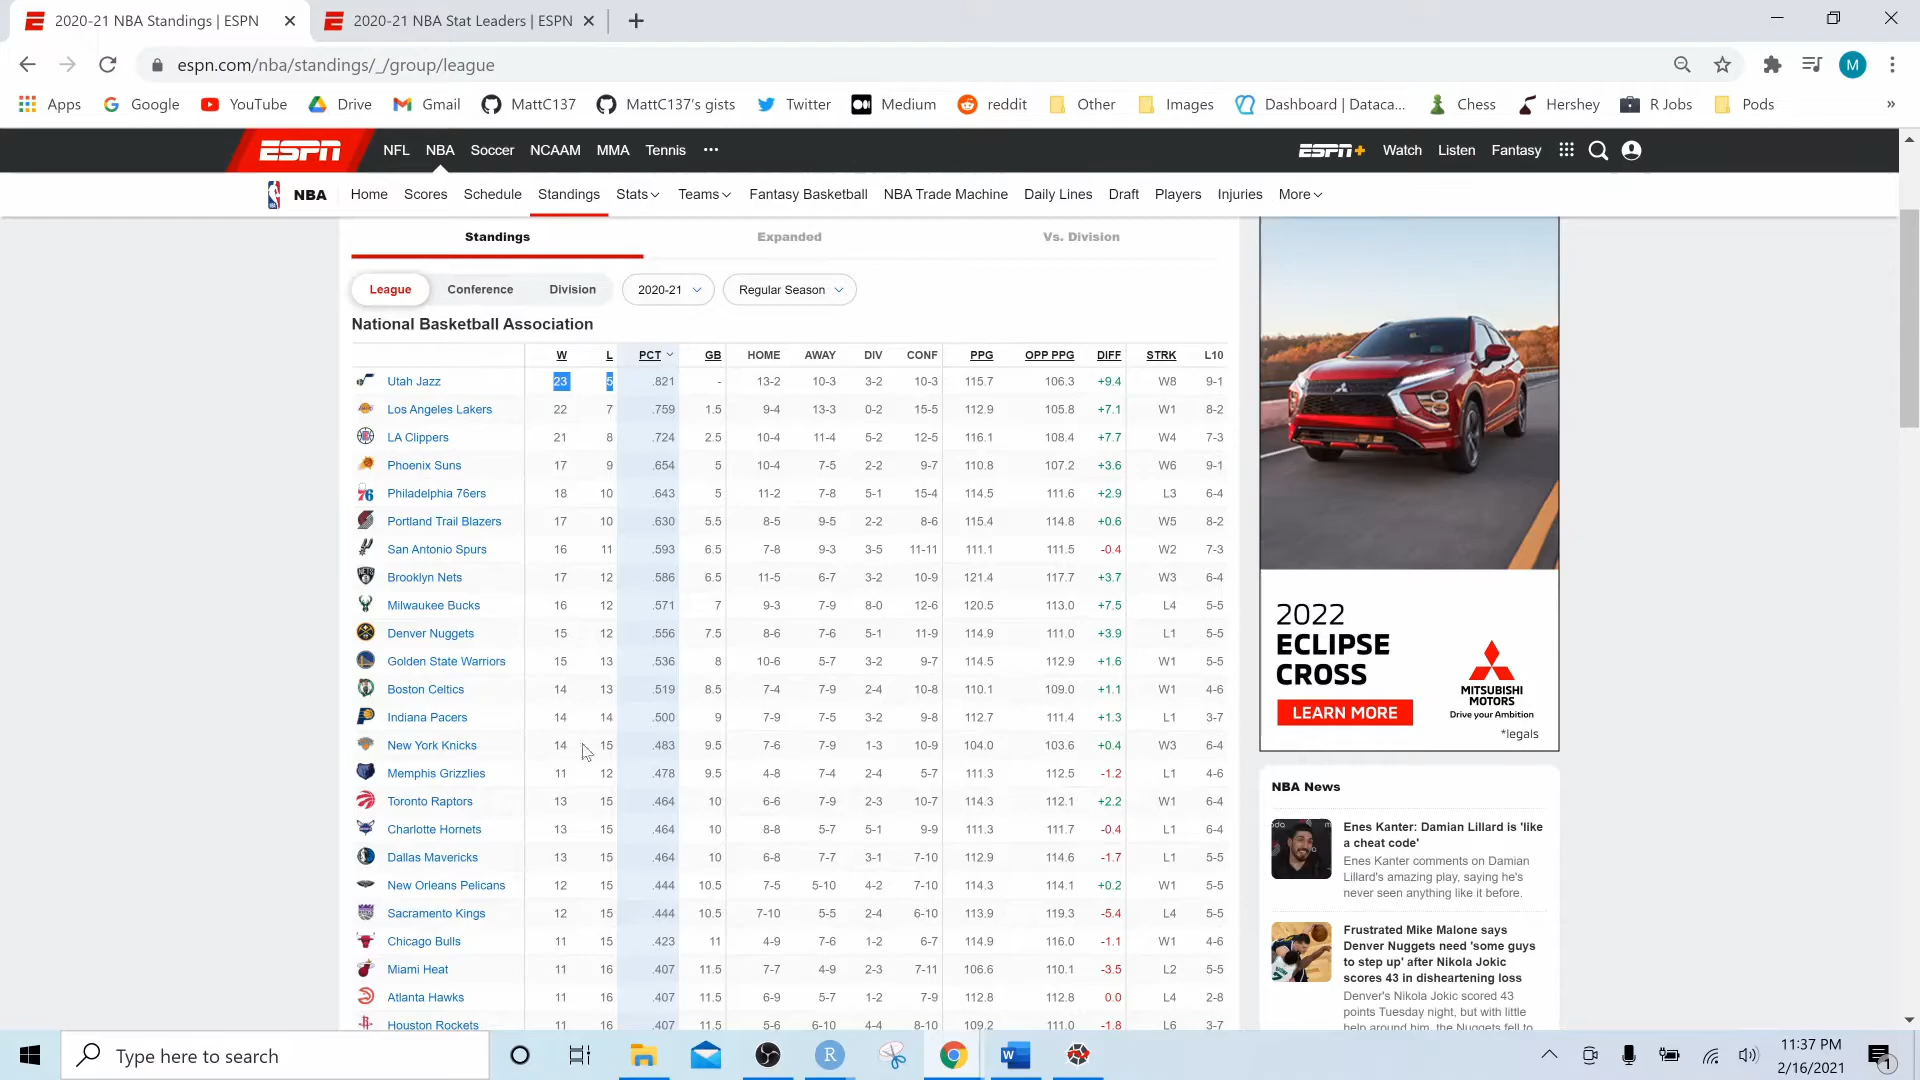 2020-21 NBA Standings | ESPN
2020-21 NBA Stat Leaders | ESPN
espn.com/nba/standings/_/group/league
M
Apps Google YouTube Drive Gmail MattC137 MattC137's gists Twitter Medium reddit Other Images Dashboard | Dataca... Chess Hershey R Jobs Pods »
ESPN NFL NBA Soccer NCAAM MMA Tennis ••• ESPN+ Watch Listen Fantasy
NBA Home Scores Schedule Standings Stats Teams Fantasy Basketball NBA Trade Machine Daily Lines Draft Players Injuries More
Standings Expanded Vs. Division
League Conference Division 2020-21 Regular Season
National Basketball Association
W L PCT GB HOME AWAY DIV CONF PPG OPP PPG DIFF STRK L10
Utah Jazz 23 5 .821 - 13-2 10-3 3-2 10-3 115.7 106.3 +9.4 W8 9-1
Los Angeles Lakers 22 7 .759 1.5 9-4 13-3 0-2 15-5 112.9 105.8 +7.1 W1 8-2
LA Clippers 21 8 .724 2.5 10-4 11-4 5-2 12-5 116.1 108.4 +7.7 W4 7-3
Phoenix Suns 17 9 .654 5 10-4 7-5 2-2 9-7 110.8 107.2 +3.6 W6 9-1
Philadelphia 76ers 18 10 .643 5 11-2 7-8 5-1 15-4 114.5 111.6 +2.9 L3 6-4
Portland Trail Blazers 17 10 .630 5.5 8-5 9-5 2-2 8-6 115.4 114.8 +0.6 W5 8-2
San Antonio Spurs 16 11 .593 6.5 7-8 9-3 3-5 11-11 111.1 111.5 -0.4 W2 7-3
Brooklyn Nets 17 12 .586 6.5 11-5 6-7 3-2 10-9 121.4 117.7 +3.7 W3 6-4
Milwaukee Bucks 16 12 .571 7 9-3 7-9 8-0 12-6 120.5 113.0 +7.5 L4 5-5
Denver Nuggets 15 12 .556 7.5 8-6 7-6 5-1 11-9 114.9 111.0 +3.9 L1 5-5
Golden State Warriors 15 13 .536 8 10-6 5-7 3-2 9-7 114.5 112.9 +1.6 W1 5-5
Boston Celtics 14 13 .519 8.5 7-4 7-9 2-4 10-8 110.1 109.0 +1.1 W1 4-6
Indiana Pacers 14 14 .500 9 7-9 7-5 3-2 9-8 112.7 111.4 +1.3 L1 3-7
New York Knicks 14 15 .483 9.5 7-6 7-9 1-3 10-9 104.0 103.6 +0.4 W3 6-4
Memphis Grizzlies 11 12 .478 9.5 4-8 7-4 2-4 5-7 111.3 112.5 -1.2 L1 4-6
Toronto Raptors 13 15 .464 10 6-6 7-9 2-3 10-7 114.3 112.1 +2.2 W1 6-4
Charlotte Hornets 13 15 .464 10 8-8 5-7 5-1 9-9 111.3 111.7 -0.4 L1 6-4
Dallas Mavericks 13 15 .464 10 6-8 7-7 3-1 7-10 112.9 114.6 -1.7 L1 5-5
New Orleans Pelicans 12 15 .444 10.5 7-5 5-10 4-2 7-10 114.3 114.1 +0.2 W1 5-5
Sacramento Kings 12 15 .444 10.5 7-10 5-5 2-4 6-10 113.9 119.3 -5.4 L4 5-5
Chicago Bulls 11 15 .423 11 4-9 7-6 1-2 6-7 114.9 116.0 -1.1 W1 4-6
Miami Heat 11 16 .407 11.5 7-7 4-9 2-3 7-11 106.6 110.1 -3.5 L2 5-5
Atlanta Hawks 11 16 .407 11.5 6-9 5-7 1-2 7-9 112.8 112.8 0.0 L4 2-8
Houston Rockets 11 16 .407 11.5 5-6 6-10 4-4 8-10 109.2 111.0 -1.8 L6 3-7
2022
ECLIPSE
CROSS
LEARN MORE
MITSUBISHI
MOTORS
Drive your Ambition
*legals
NBA News
Enes Kanter: Damian Lillard is 'like
a cheat code'
Enes Kanter comments on Damian
Lillard's amazing play, saying he's
never seen anything like it before.
Frustrated Mike Malone says
Denver Nuggets need 'some guys
to step up' after Nikola Jokic
scores 43 in disheartening loss
Denver's Nikola Jokic scored 43
points Tuesday night, but with little
help around him, the Nuggets fell to
Type here to search
11:37 PM
2/16/2021
1